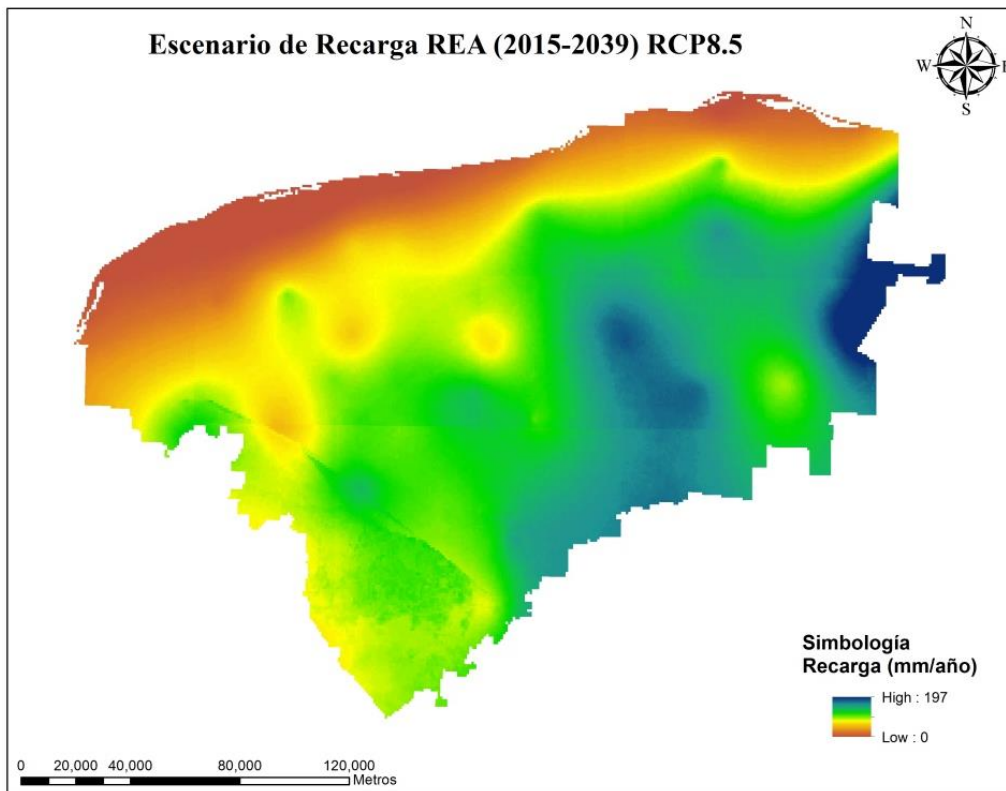 Escenario de Recarga REA (2015-2039) RCP8.5
N
W
E
S
Simbología
Recarga (mm/año)
High : 197
Low : 0
0 20,000 40,000 80,000 120,000
Metros